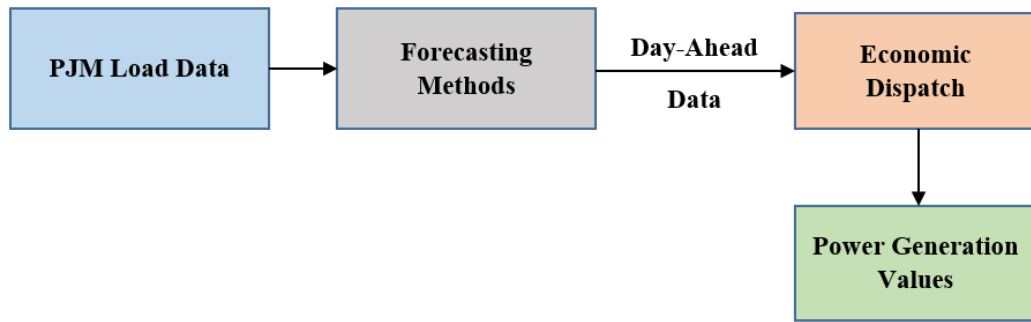 PJM Load Data
Forecasting
Methods
Day-Ahead
Data
Economic
Dispatch
Power Generation
Values